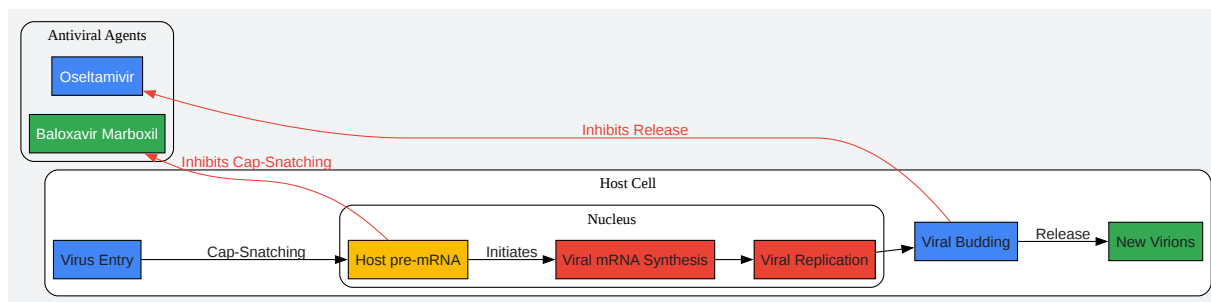 Antiviral Agents
Oseltamivir
Baloxavir Marboxil
Inhibits Release
Inhibits Cap-Snatching
Host Cell
Nucleus
Virus Entry
Cap-Snatching
Host pre-mRNA
Initiates
Viral mRNA Synthesis
Viral Replication
Viral Budding
Release
New Virions